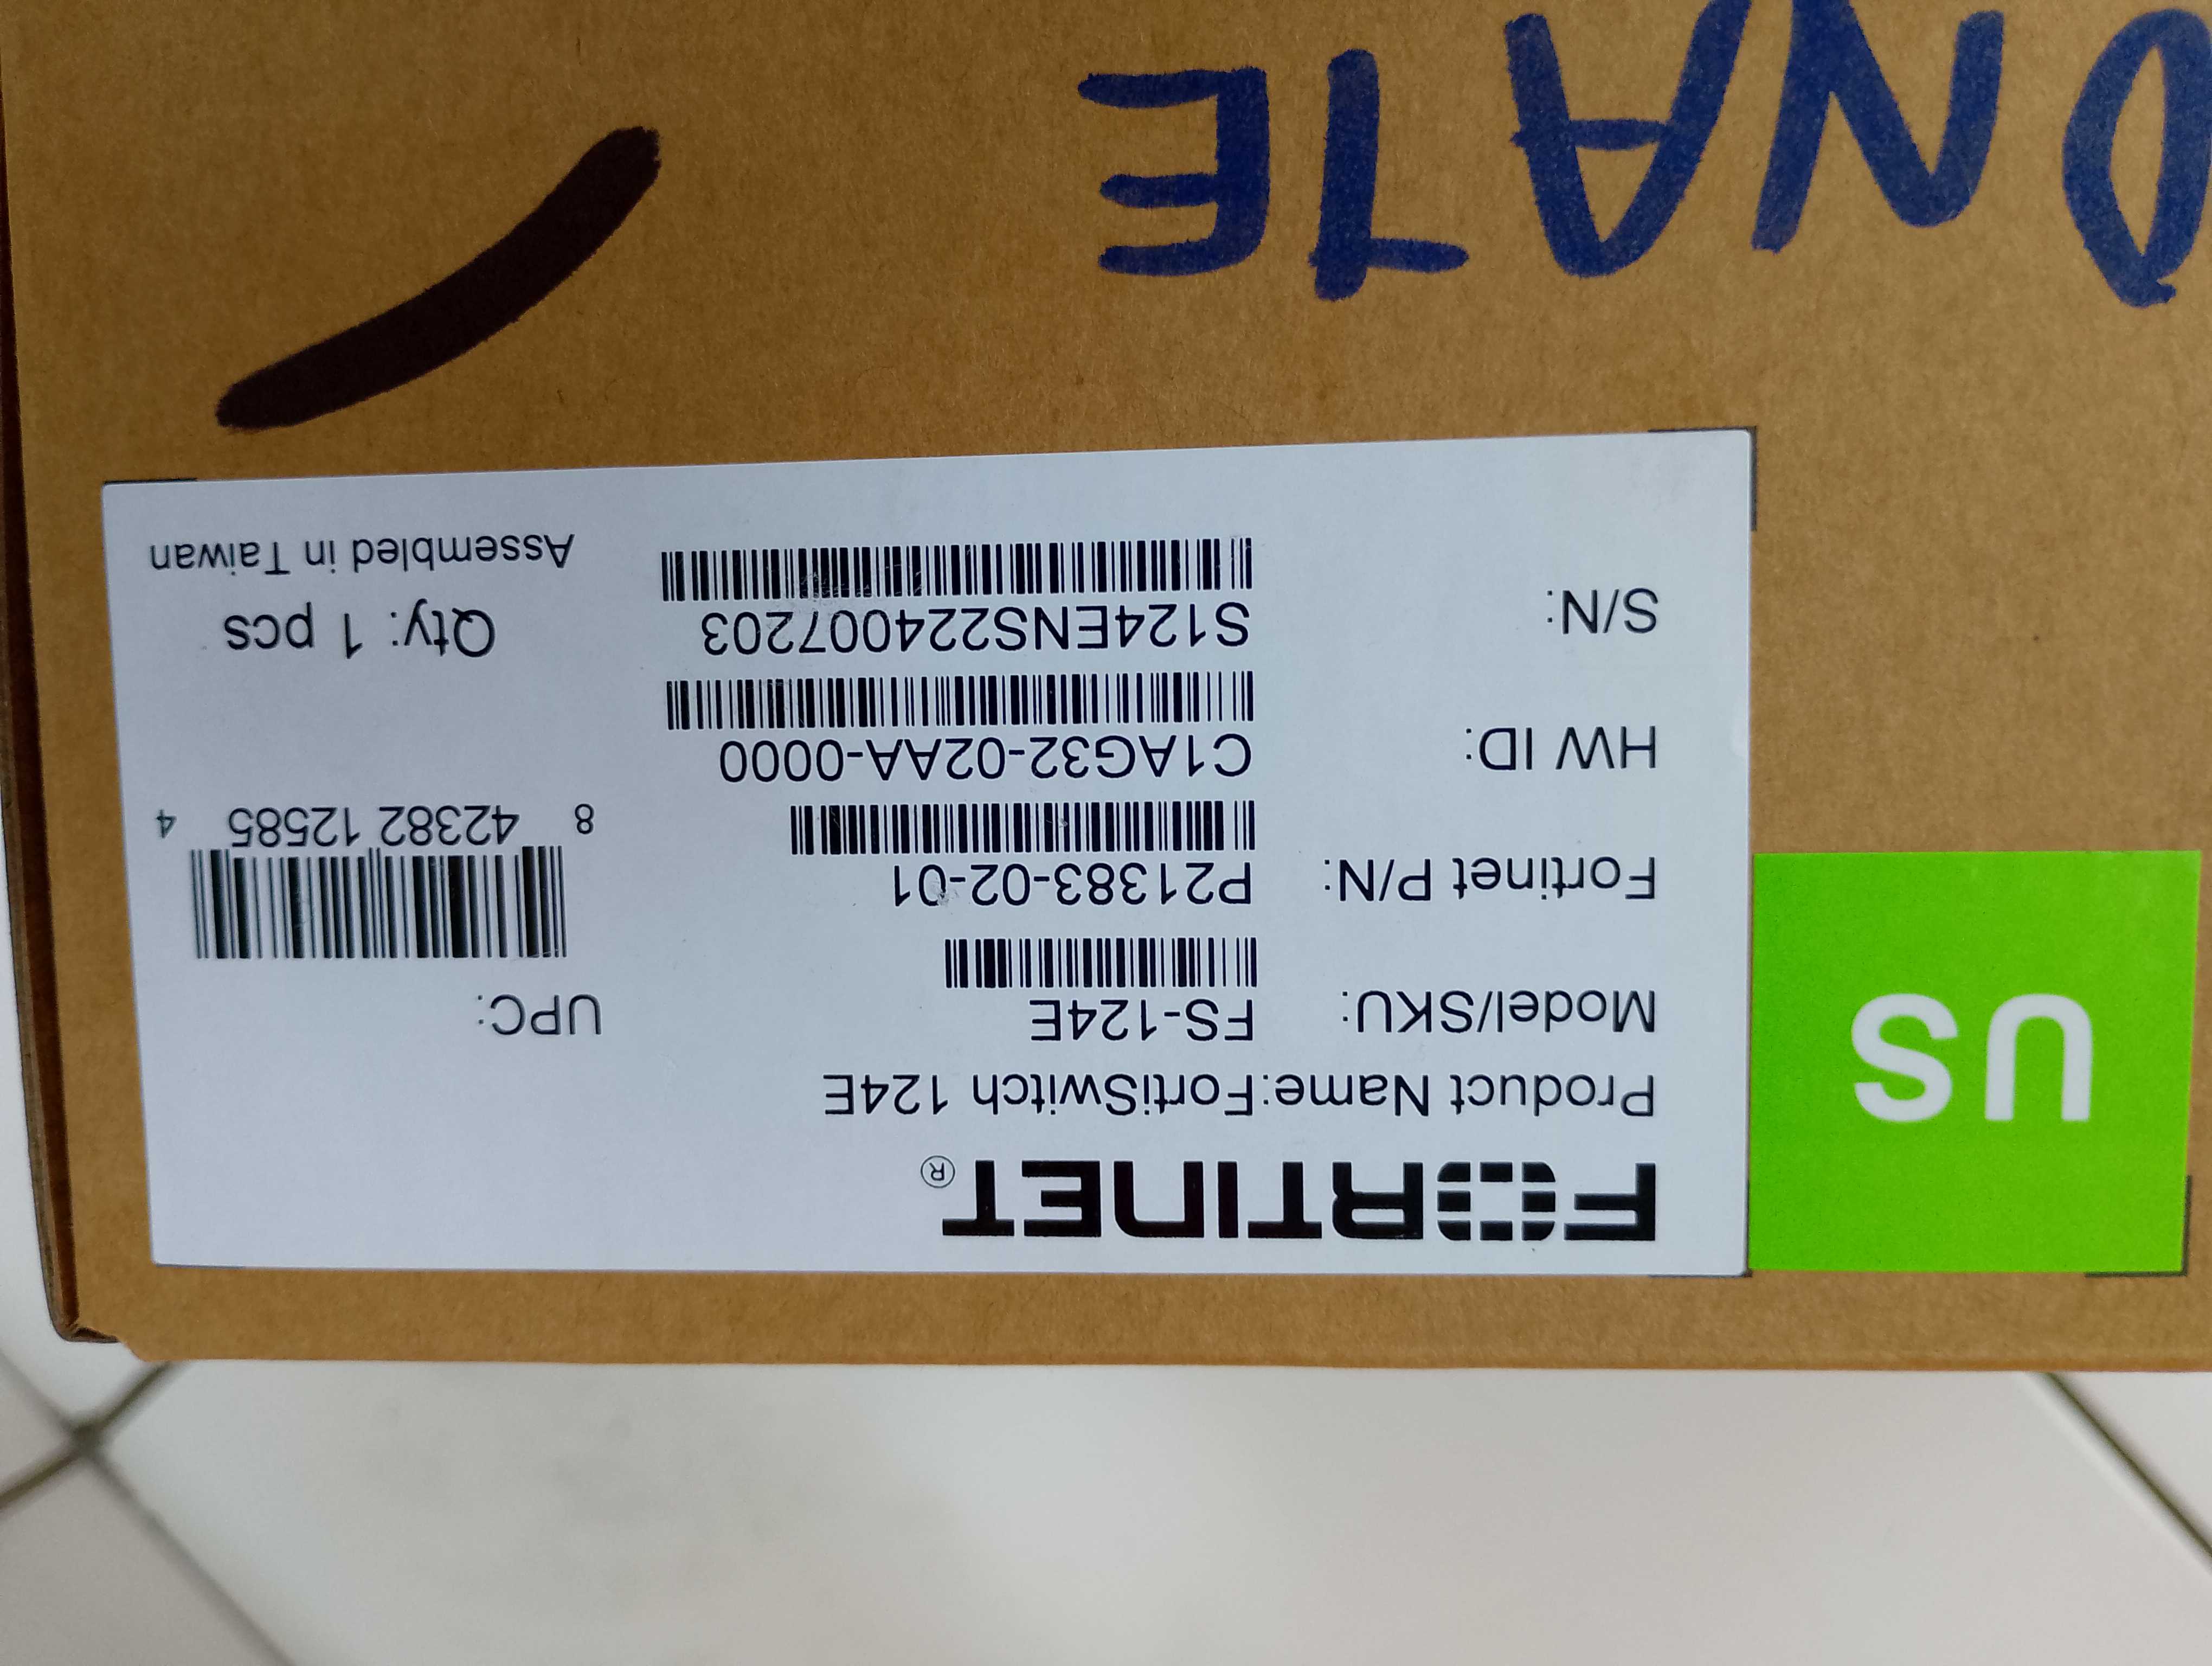 FORTINET®
Product Name:FortiSwitch 124E
Model/SKU: FS-124E
Fortinet P/N: P21383-02-01
HW ID: C1AG32-02AA-0000
S/N: S124ENS224007203
UPC:
8 42382 12585 4
Qty: 1 pcs
Assembled in Taiwan
US
ONATE